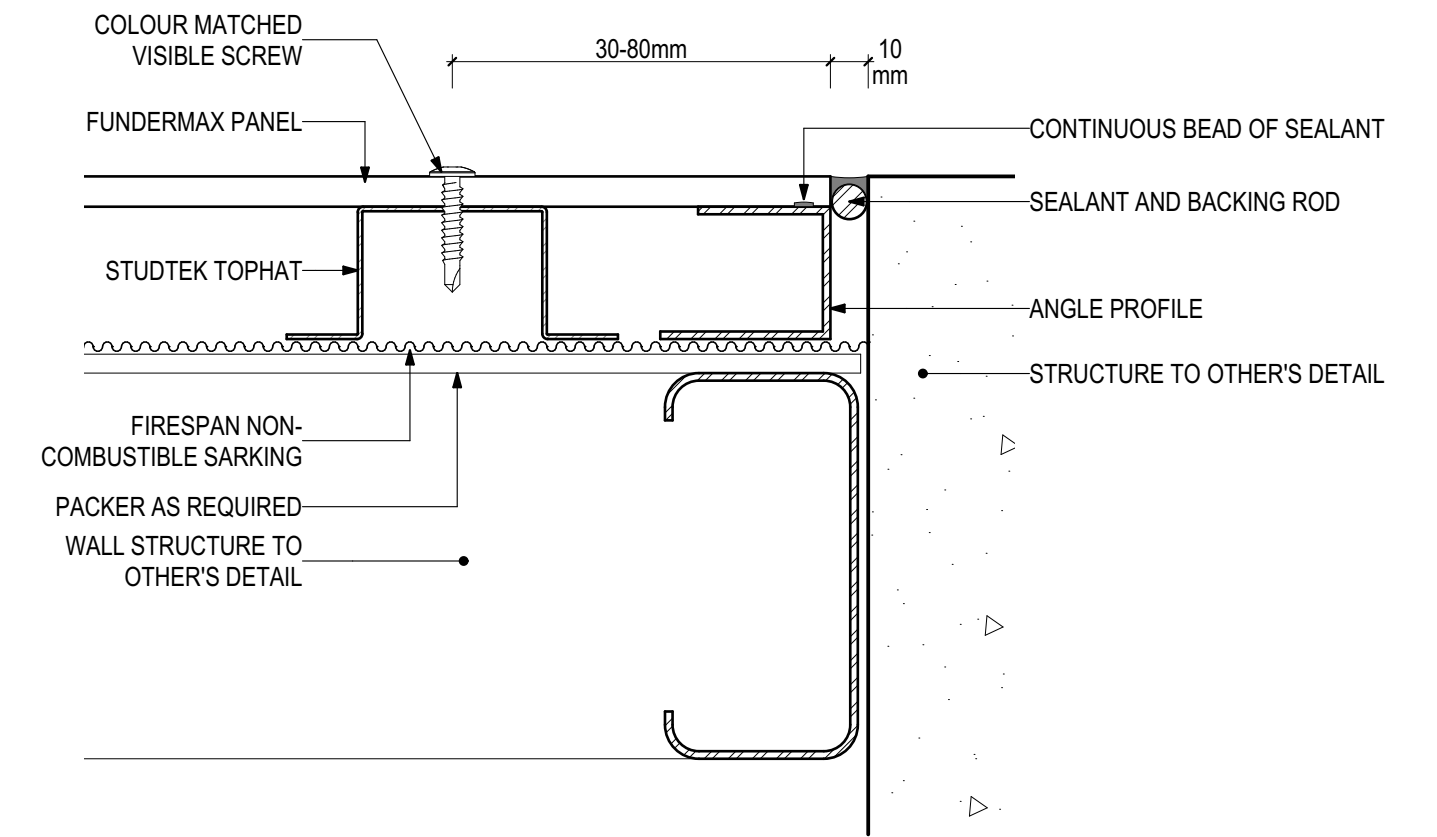 COLOUR MATCHED
VISIBLE SCREW
30-80mm
10
mm
FUNDERMAX PANEL
CONTINUOUS BEAD OF SEALANT
SEALANT AND BACKING ROD
STUDTEK TOPHAT
ANGLE PROFILE
STRUCTURE TO OTHER'S DETAIL
FIRESPAN NON-
COMBUSTIBLE SARKING
PACKER AS REQUIRED
WALL STRUCTURE TO
OTHER'S DETAIL